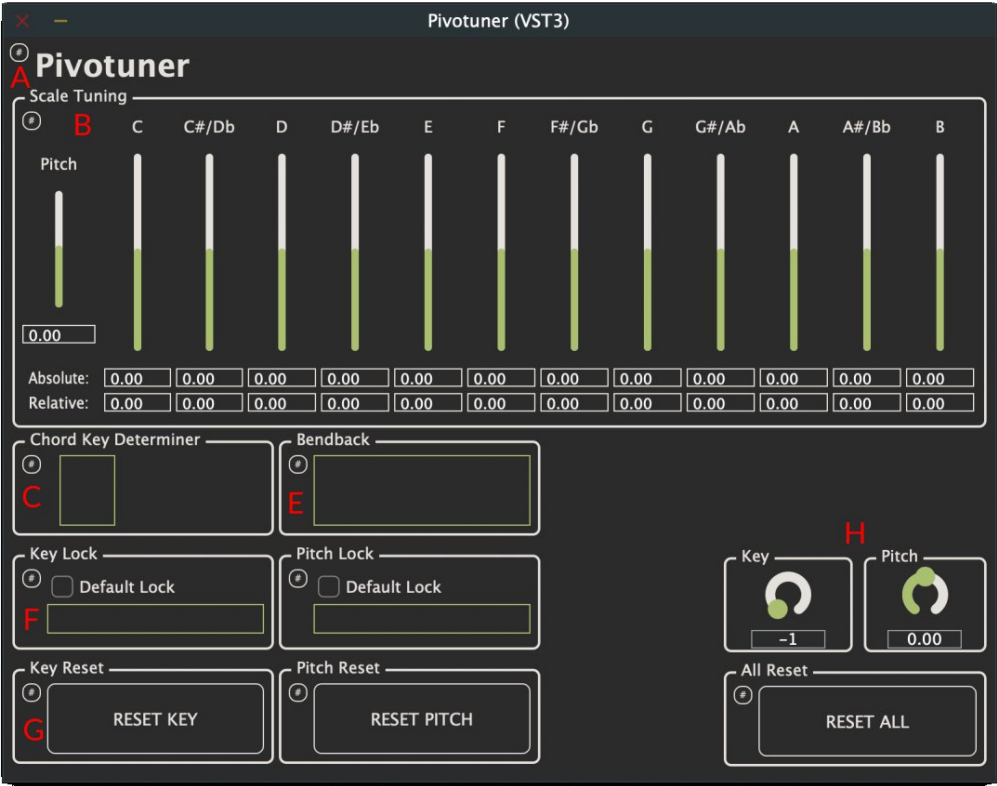 Pivotuner (VST3)
#
Pivotuner
A
Scale Tuning
#
B
C C#/Db D D#/Eb E F F#/Gb G G#/Ab A A#/Bb B
Pitch
0.00
Absolute: 0.00 0.00 0.00 0.00 0.00 0.00 0.00 0.00 0.00 0.00 0.00 0.00
Relative: 0.00 0.00 0.00 0.00 0.00 0.00 0.00 0.00 0.00 0.00 0.00 0.00
Chord Key Determiner
#
C
Bendback
#
E
Key Lock
#
Default Lock
F
Pitch Lock
#
Default Lock
H
Key
-1
Pitch
0.00
Key Reset
#
G
RESET KEY
Pitch Reset
#
RESET PITCH
All Reset
#
RESET ALL